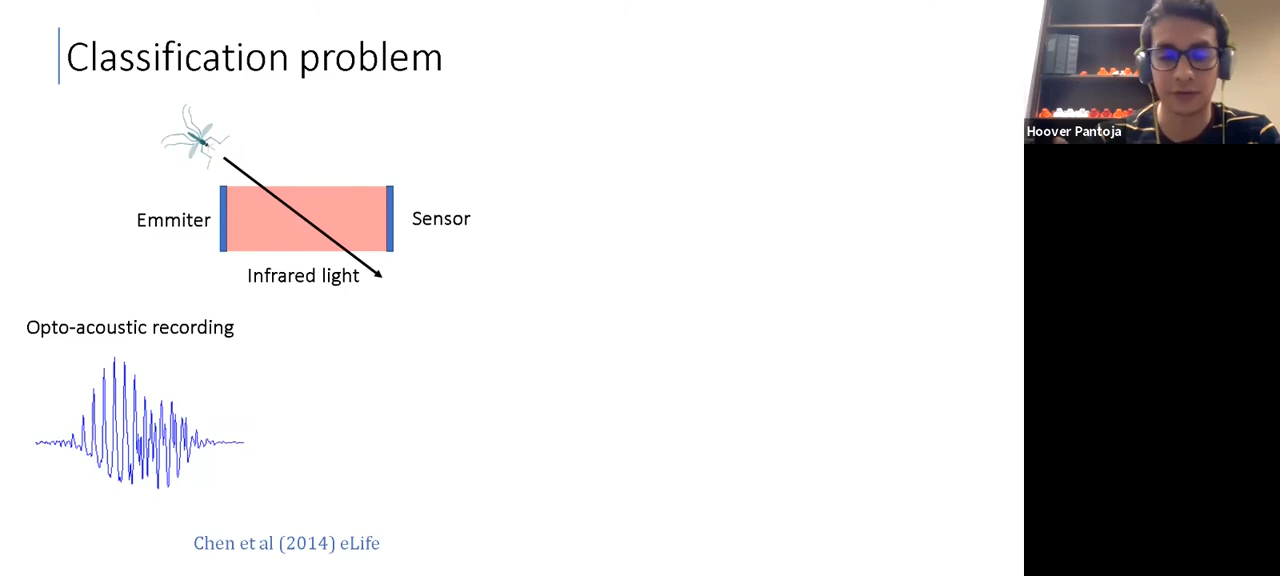 Classification problem
Hoover Pantoja
Emmiter
Sensor
Infrared light
Opto-acoustic recording
Chen et al (2014) eLife